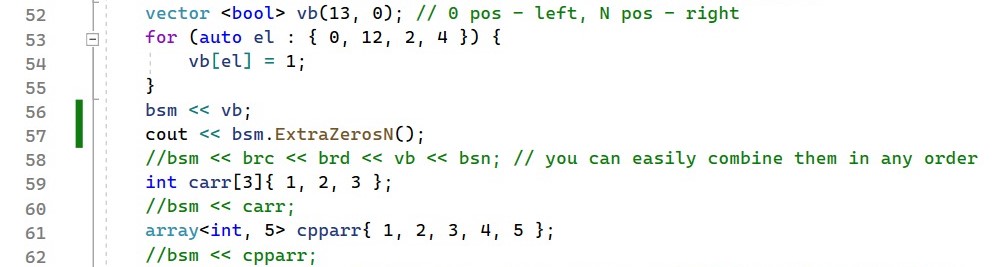 52 vector <bool> vb(13, 0); // 0 pos - left, N pos - right
53 for (auto el : { 0, 12, 2, 4 }) {
54 vb[el] = 1;
55 }
56 bsm << vb;
57 cout << bsm.ExtraZerosN();
58 //bsm << brc << brd << vb << bsn; // you can easily combine them in any order
59 int carr[3]{ 1, 2, 3 };
60 //bsm << carr;
61 array<int, 5> cpparr{ 1, 2, 3, 4, 5 };
62 //bsm << cpparr;